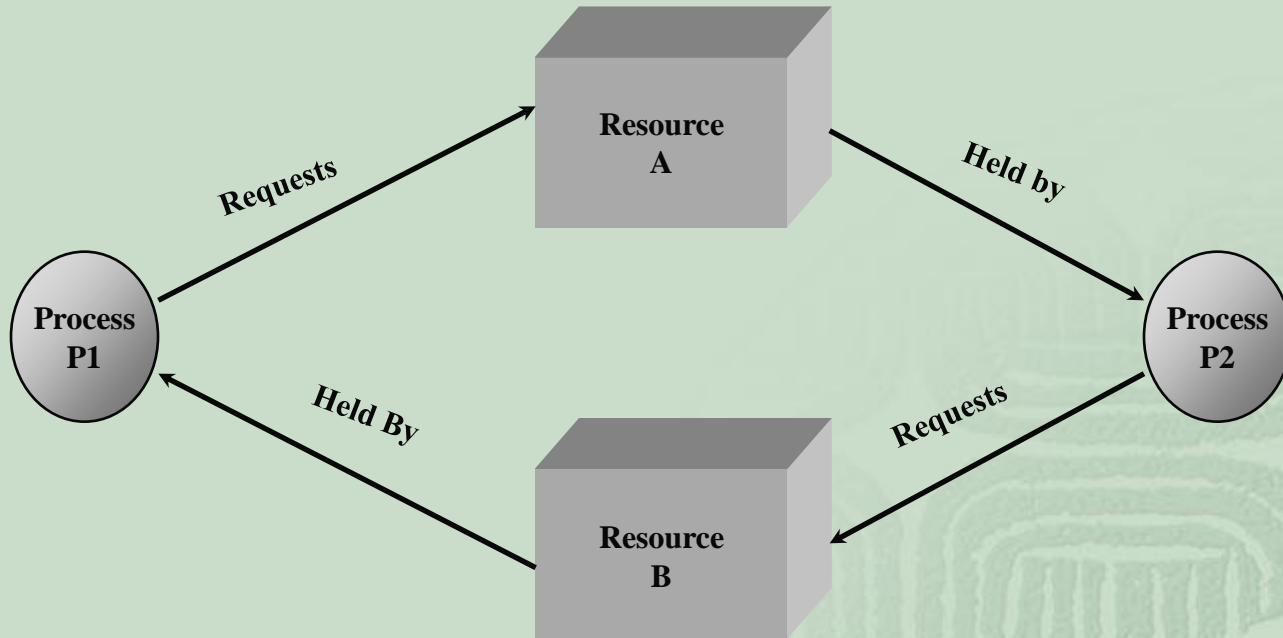 Resource
A
Requests
Held by
Process
P1
Process
P2
Held By
Requests
Resource
B